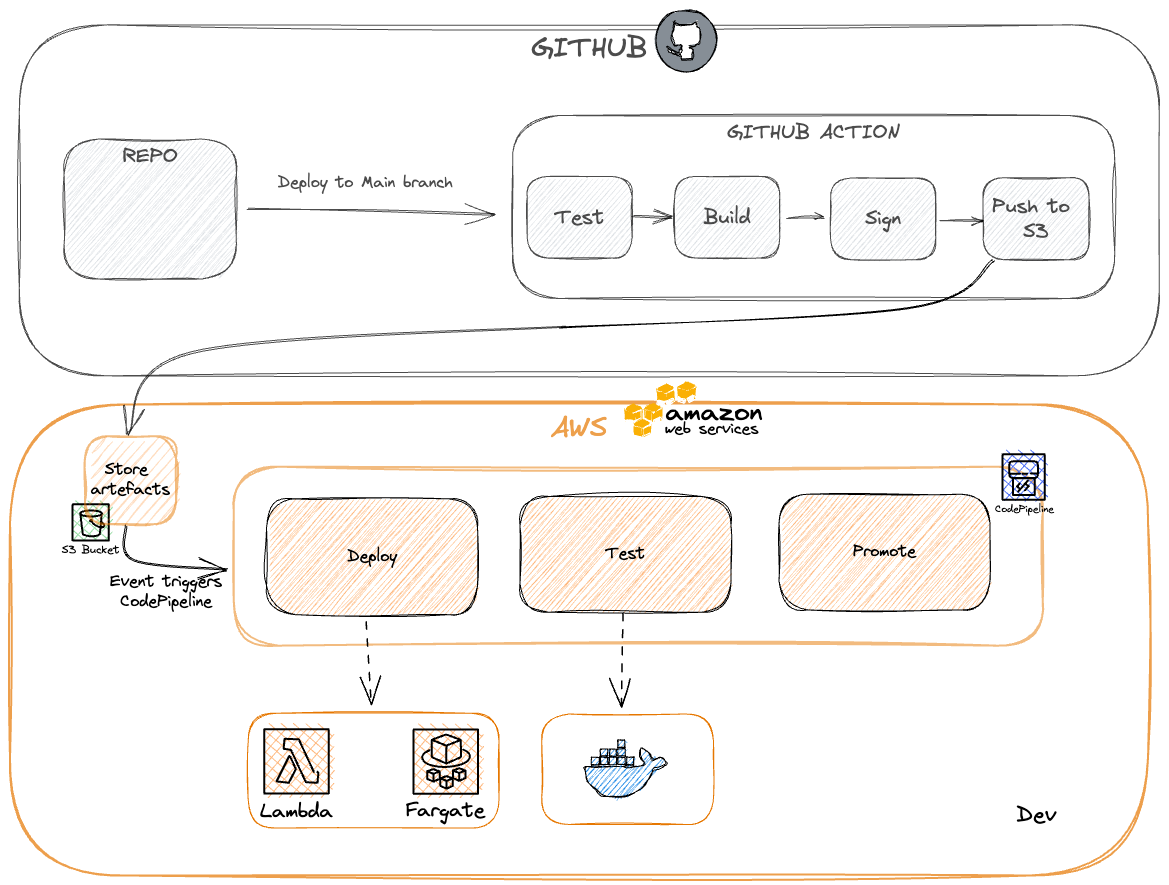 GITHUB
GITHUB ACTION
REPO
Deploy to Main branch
Test
Build
Sign
Push to
S3
AWS
amazon
web services
Store
artefacts
S3 Bucket
Event triggers
CodePipeline
CodePipeline
Deploy
Test
Promote
Lambda
Fargate
Dev